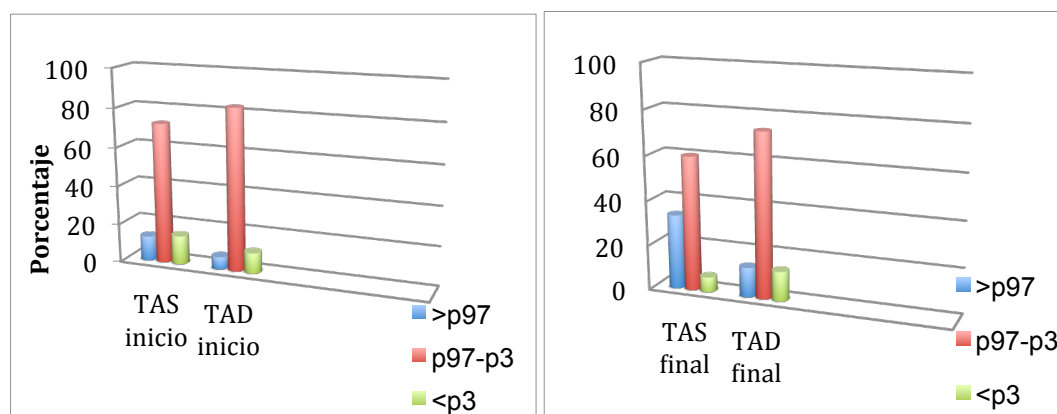 100
80
60
40
20
0
Porcentaje
TAS
inicio
TAD
inicio
>p97
p97-p3
<p3
100
80
60
40
20
0
TAS
final
TAD
final
>p97
p97-p3
<p3